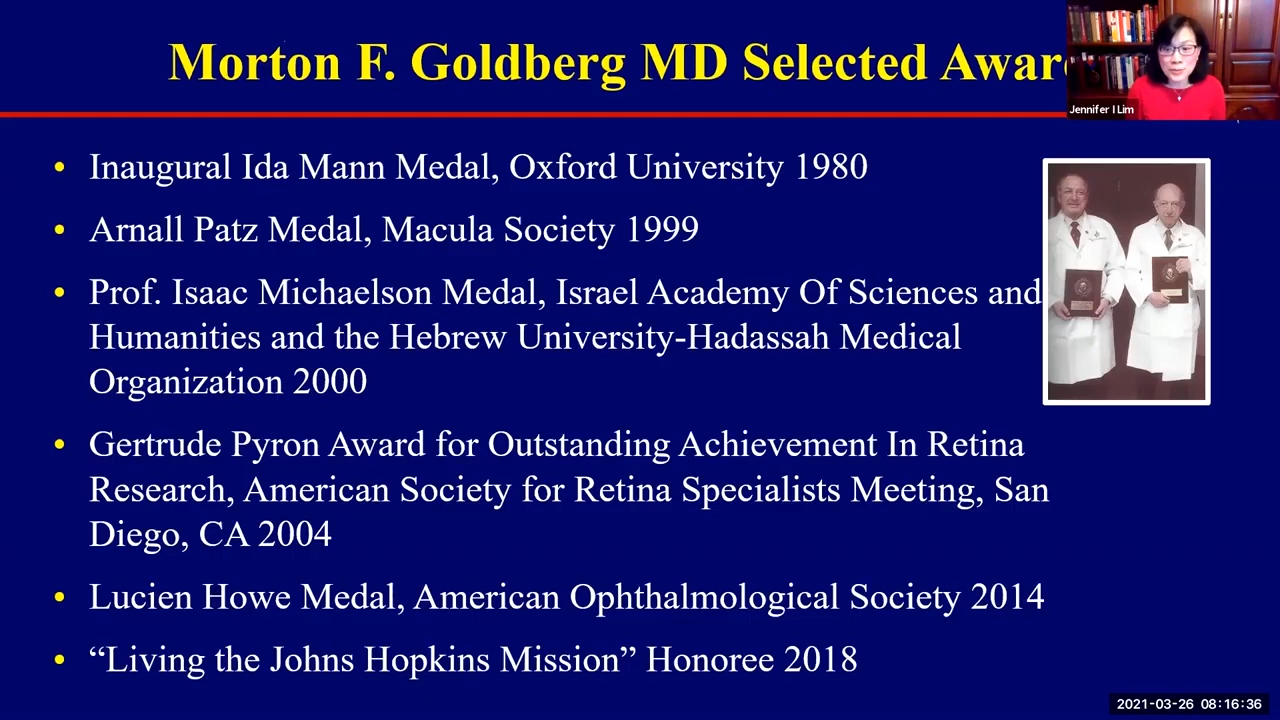 Morton F. Goldberg MD Selected Awar
Jennifer I Lim
• Inaugural Ida Mann Medal, Oxford University 1980
• Arnall Patz Medal, Macula Society 1999
• Prof. Isaac Michaelson Medal, Israel Academy Of Sciences and
Humanities and the Hebrew University-Hadassah Medical
Organization 2000
• Gertrude Pyron Award for Outstanding Achievement In Retina
Research, American Society for Retina Specialists Meeting, San
Diego, CA 2004
• Lucien Howe Medal, American Ophthalmological Society 2014
• “Living the Johns Hopkins Mission” Honoree 2018
2021-03-26 08:16:36